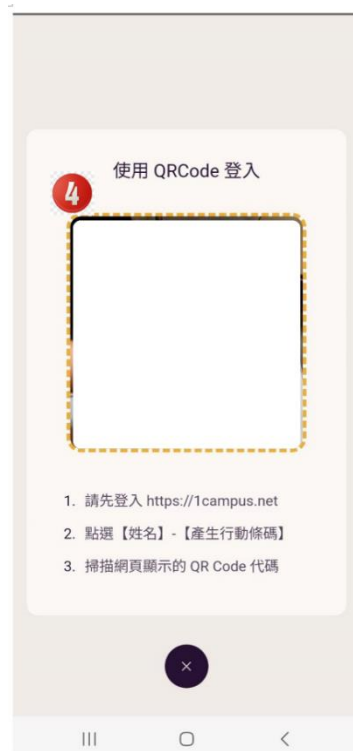 使用 QRCode 登入
4
1. 請先登入 https://1campus.net
2. 點選【姓名】-【產生行動條碼】
3. 掃描網頁顯示的 QR Code 代碼